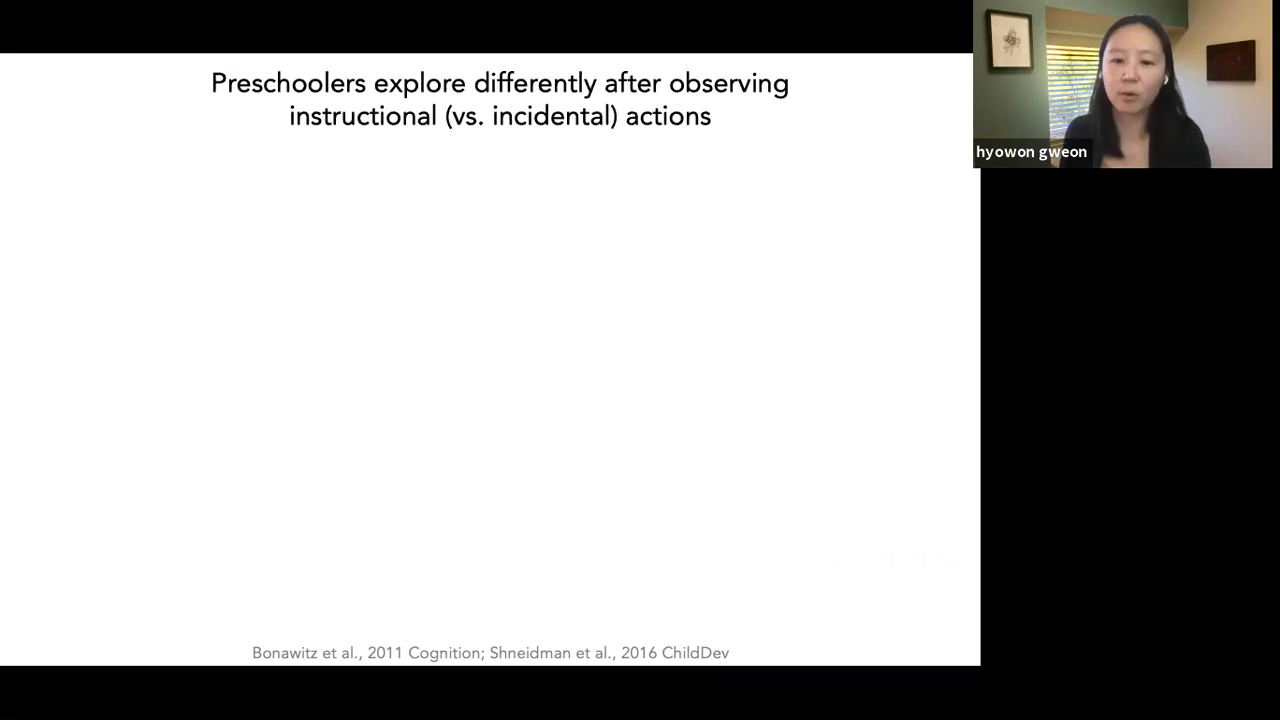 Preschoolers explore differently after observing
instructional (vs. incidental) actions
hyowon gweon
Bonawitz et al., 2011 Cognition; Shneidman et al., 2016 ChildDev